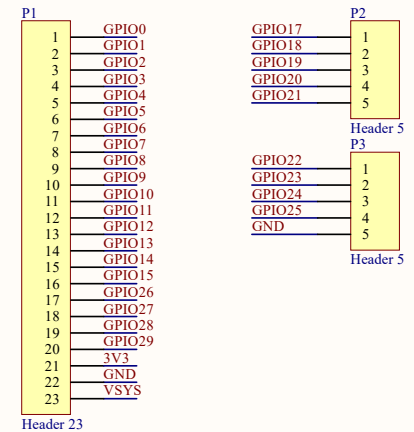 P1
1 GPIO0
2 GPIO1
3 GPIO2
4 GPIO3
5 GPIO4
6 GPIO5
7 GPIO6
8 GPIO7
9 GPIO8
10 GPIO9
11 GPIO10
12 GPIO11
13 GPIO12
14 GPIO13
15 GPIO14
16 GPIO15
17 GPIO26
18 GPIO27
19 GPIO28
20 GPIO29
21 3V3
22 GND
23 VSYS
Header 23
P2
GPIO17 1
GPIO18 2
GPIO19 3
GPIO20 4
GPIO21 5
Header 5
P3
GPIO22 1
GPIO23 2
GPIO24 3
GPIO25 4
GND 5
Header 5